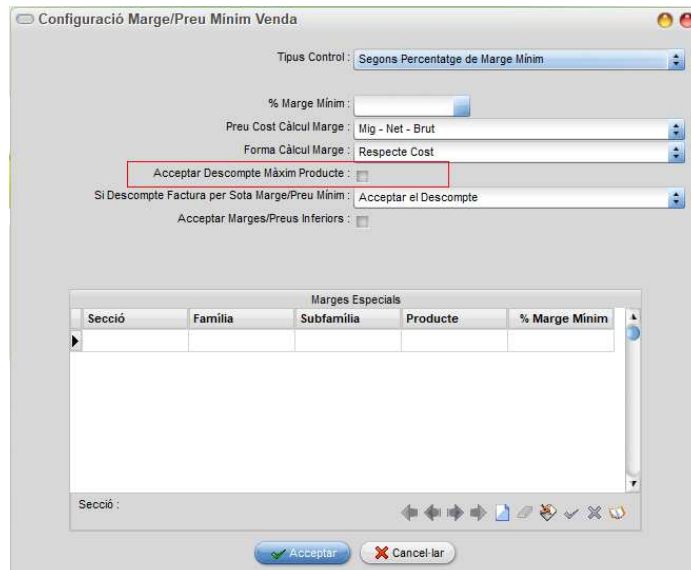 Configuració Marge/Preu Mínim Venda
Tipus Control : Segons Percentatge de Marge Mínim
% Marge Mínim :
Preu Cost Càlcul Marge : Mig - Net - Brut
Forma Càlcul Marge : Respecte Cost
Acceptar Descompte Màxim Producte :
Si Descompte Factura per Sota Marge/Preu Mínim : Acceptar el Descompte
Acceptar Marges/Preus Inferiors :
Marges Especials
Secció Família Subfamília Producte % Marge Mínim
Secció :
Acceptar Cancel·lar